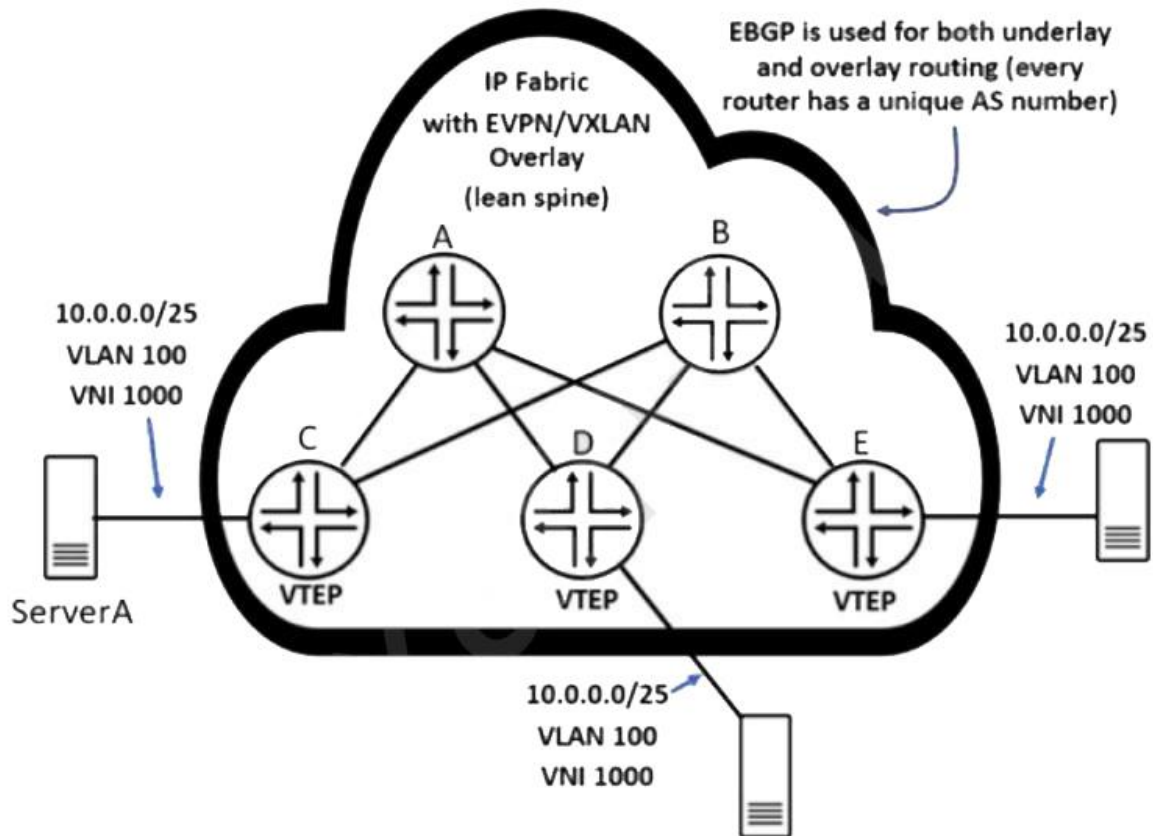 EBGP is used for both underlay
and overlay routing (every
router has a unique AS number)
IP Fabric
with EVPN/VXLAN
Overlay
(lean spine)
A
B
10.0.0.0/25
VLAN 100
VNI 1000
10.0.0.0/25
VLAN 100
VNI 1000
C
D
E
VTEP
VTEP
VTEP
ServerA
10.0.0.0/25
VLAN 100
VNI 1000